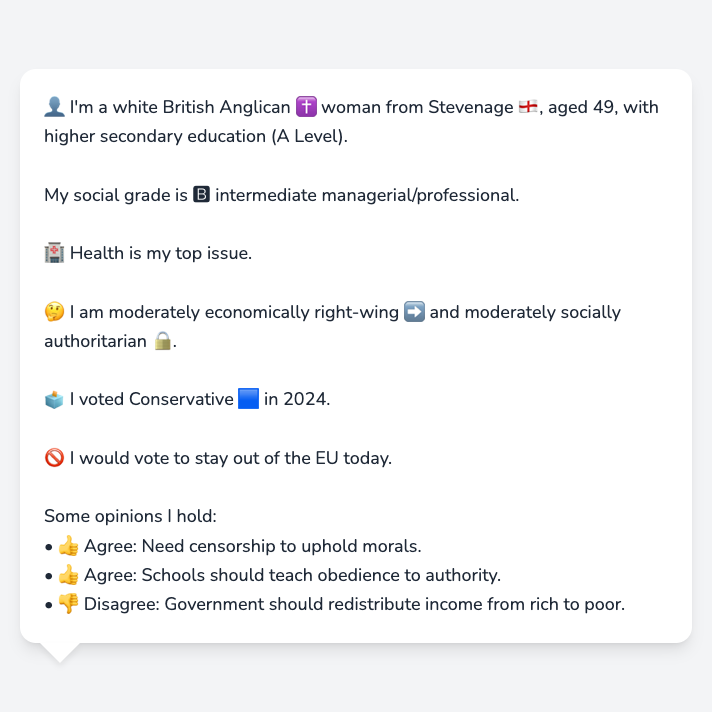 👤 I'm a white British Anglican ✝️ woman from Stevenage 🏴󠁧󠁢󠁥󠁮󠁧󠁿, aged 49, with
higher secondary education (A Level).
My social grade is 🅱 intermediate managerial/professional.
🏥 Health is my top issue.
🤔 I am moderately economically right-wing ➡️ and moderately socially
authoritarian 🔒.
🗳️ I voted Conservative 🟦 in 2024.
🚫 I would vote to stay out of the EU today.
Some opinions I hold:
• 👍 Agree: Need censorship to uphold morals.
• 👍 Agree: Schools should teach obedience to authority.
• 👎 Disagree: Government should redistribute income from rich to poor.